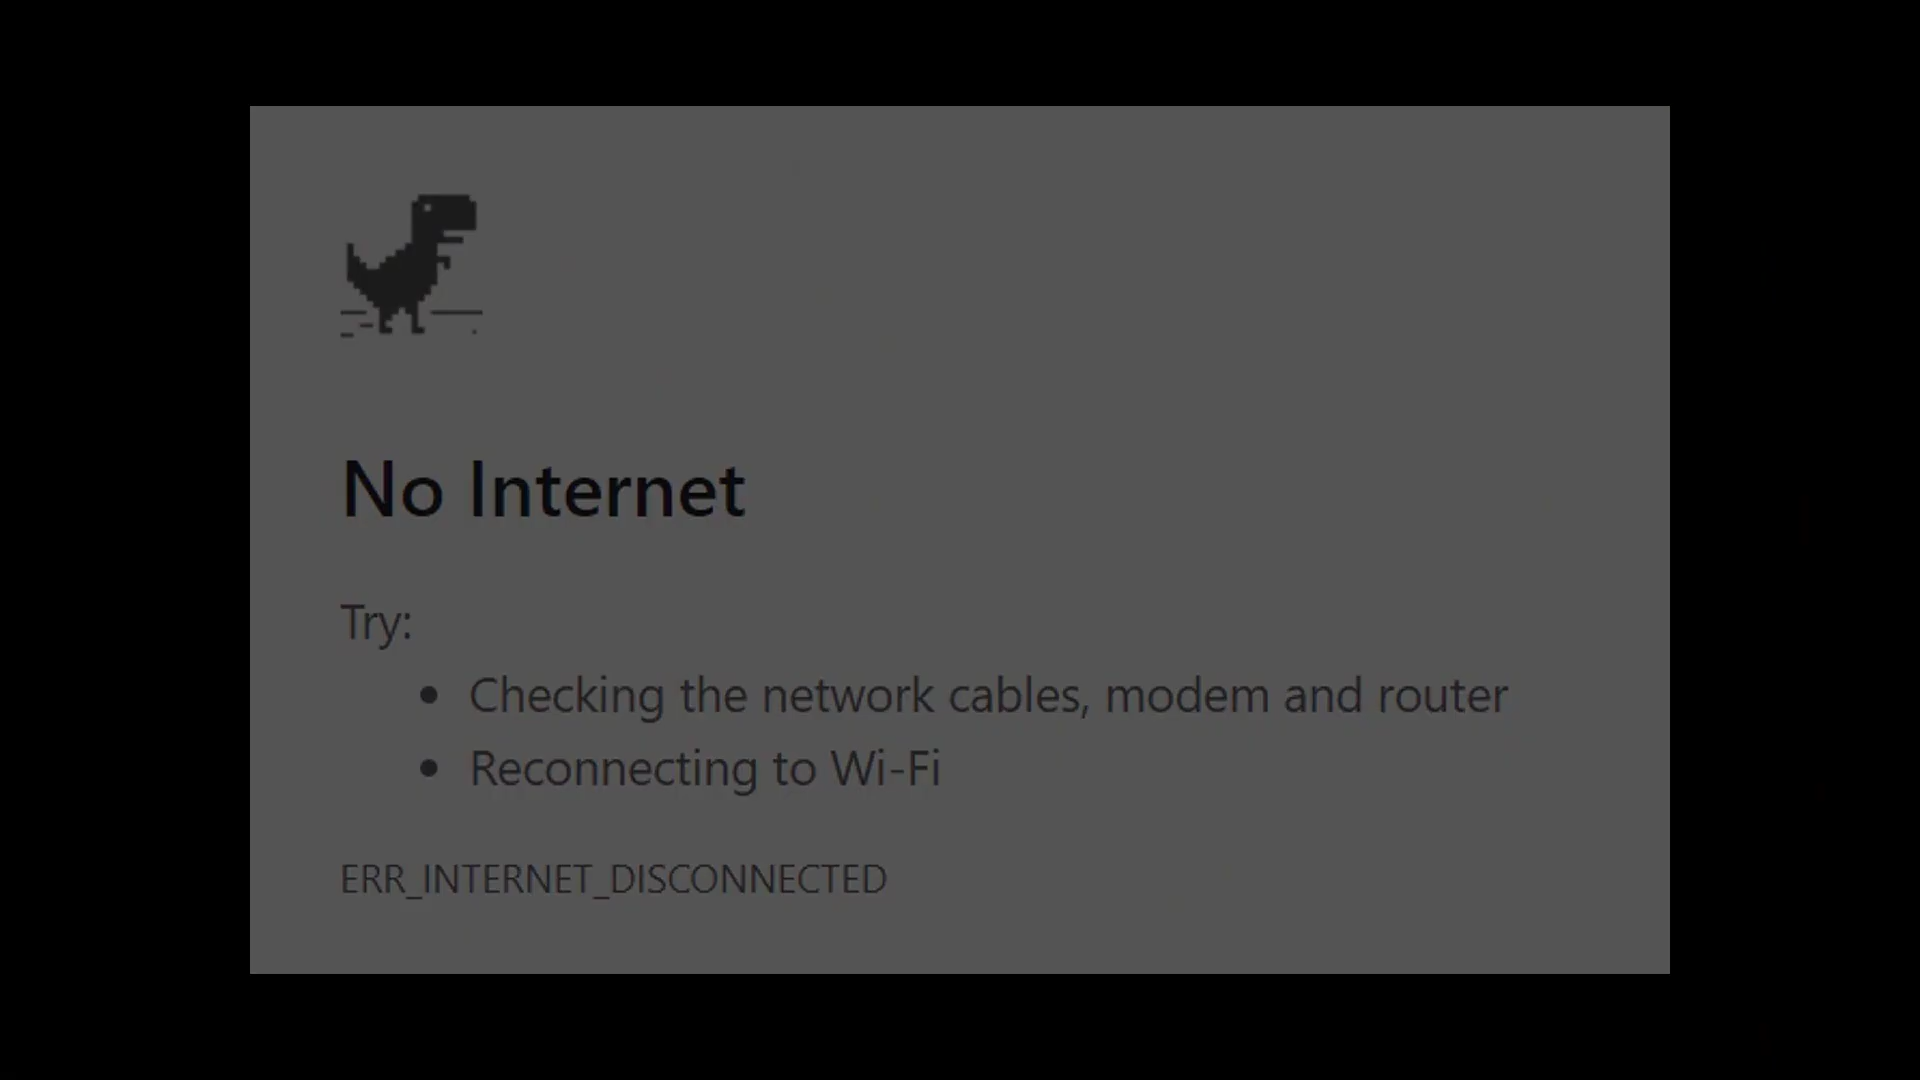 No Internet
Try:
• Checking the network cables, modem and router
• Reconnecting to Wi-Fi
ERR_INTERNET_DISCONNECTED